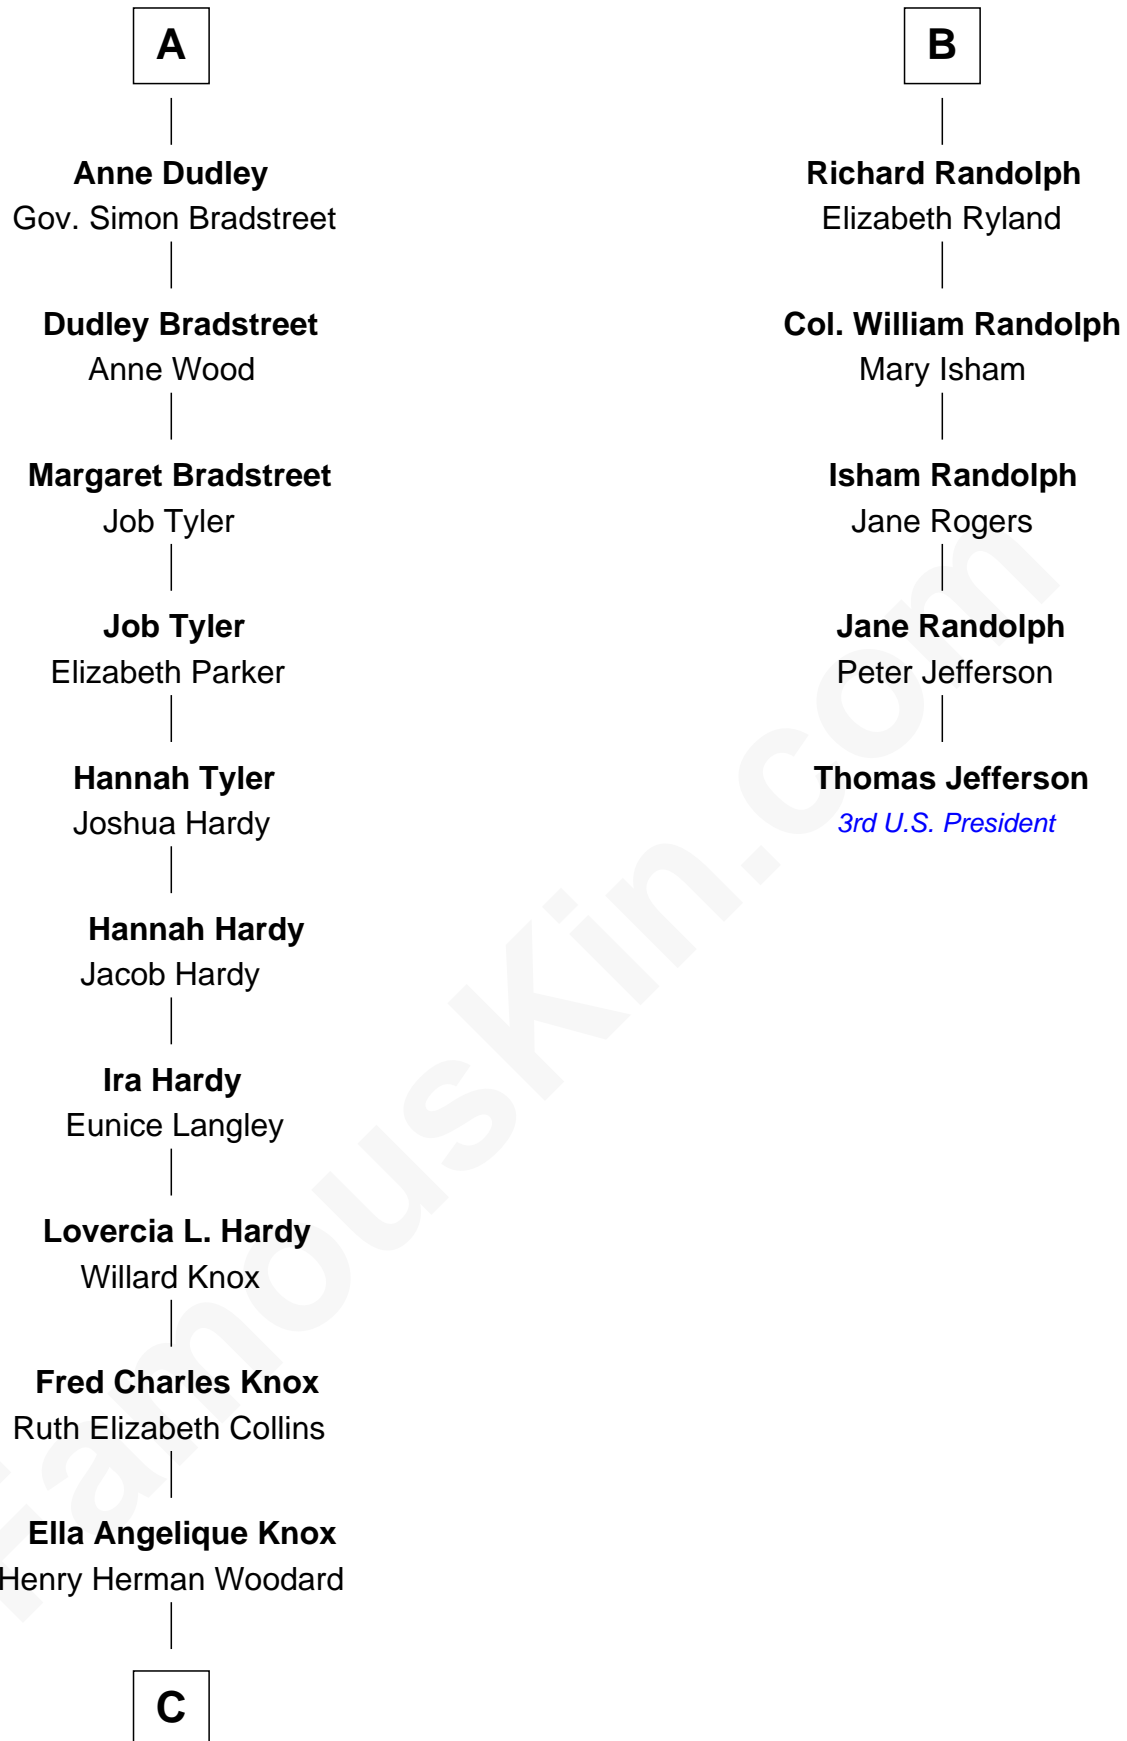 A
Anne Dudley
Gov. Simon Bradstreet
Dudley Bradstreet
Anne Wood
Margaret Bradstreet
Job Tyler
Job Tyler
Elizabeth Parker
Hannah Tyler
Joshua Hardy
Hannah Hardy
Jacob Hardy
Ira Hardy
Eunice Langley
Lovercia L. Hardy
Willard Knox
Fred Charles Knox
Ruth Elizabeth Collins
Ella Angelique Knox
Henry Herman Woodard
C
B
Richard Randolph
Elizabeth Ryland
Col. William Randolph
Mary Isham
Isham Randolph
Jane Rogers
Jane Randolph
Peter Jefferson
Thomas Jefferson
3rd U.S. President
FamousKin.com